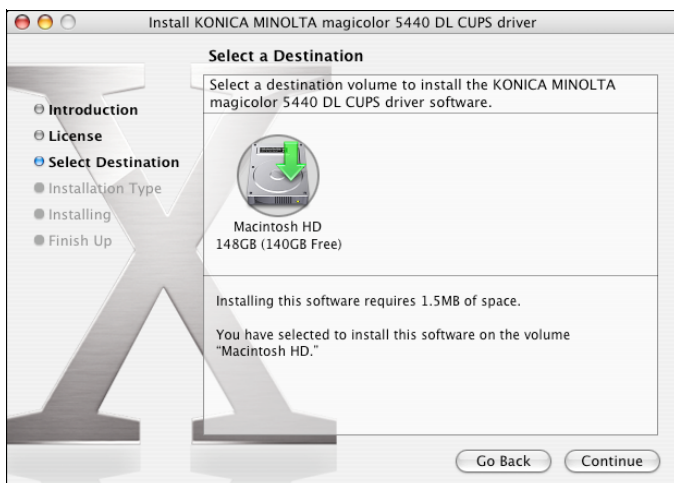 Install KONICA MINOLTA magicolor 5440 DL CUPS driver
Select a Destination
Introduction
License
Select Destination
Installation Type
Installing
Finish Up
Select a destination volume to install the KONICA MINOLTA
magicolor 5440 DL CUPS driver software.
Macintosh HD
148GB (140GB Free)
Installing this software requires 1.5MB of space.
You have selected to install this software on the volume
“Macintosh HD.”
Go Back
Continue